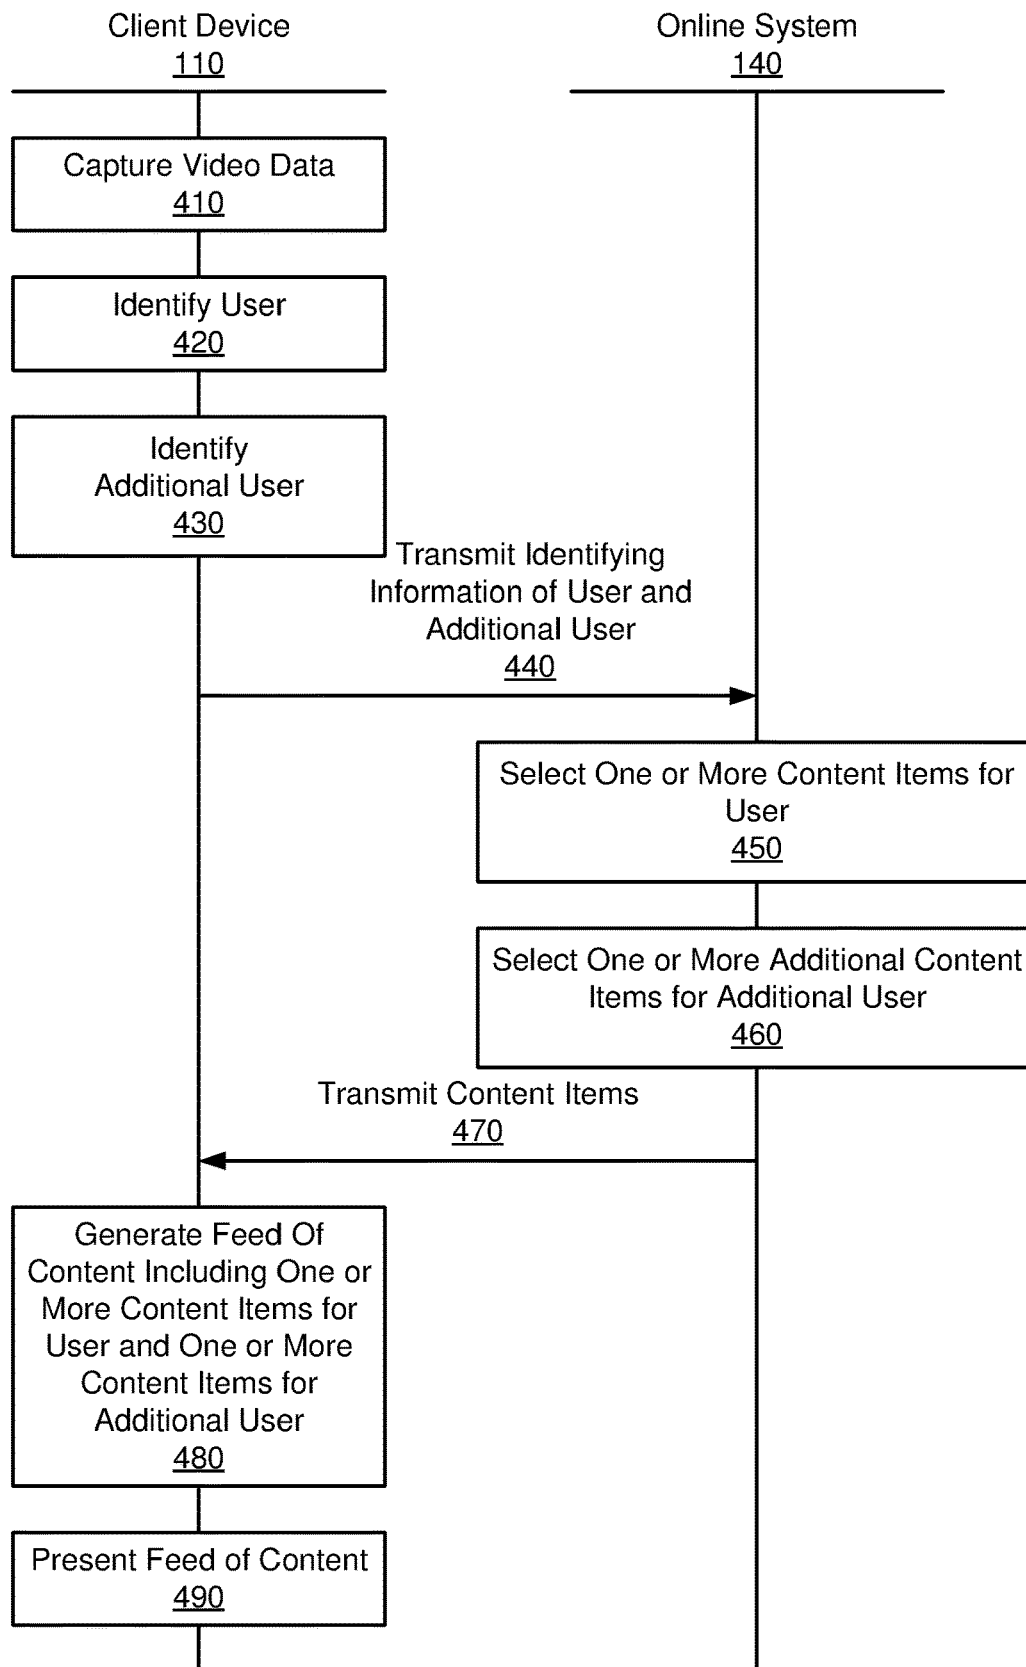 Client Device
110
Online System
140
Capture Video Data
410
Identify User
420
Identify
Additional User
430
Transmit Identifying
Information of User and
Additional User
440
Select One or More Content Items for
User
450
Select One or More Additional Content
Items for Additional User
460
Transmit Content Items
470
Generate Feed Of
Content Including One or
More Content Items for
User and One or More
Content Items for
Additional User
480
Present Feed of Content
490